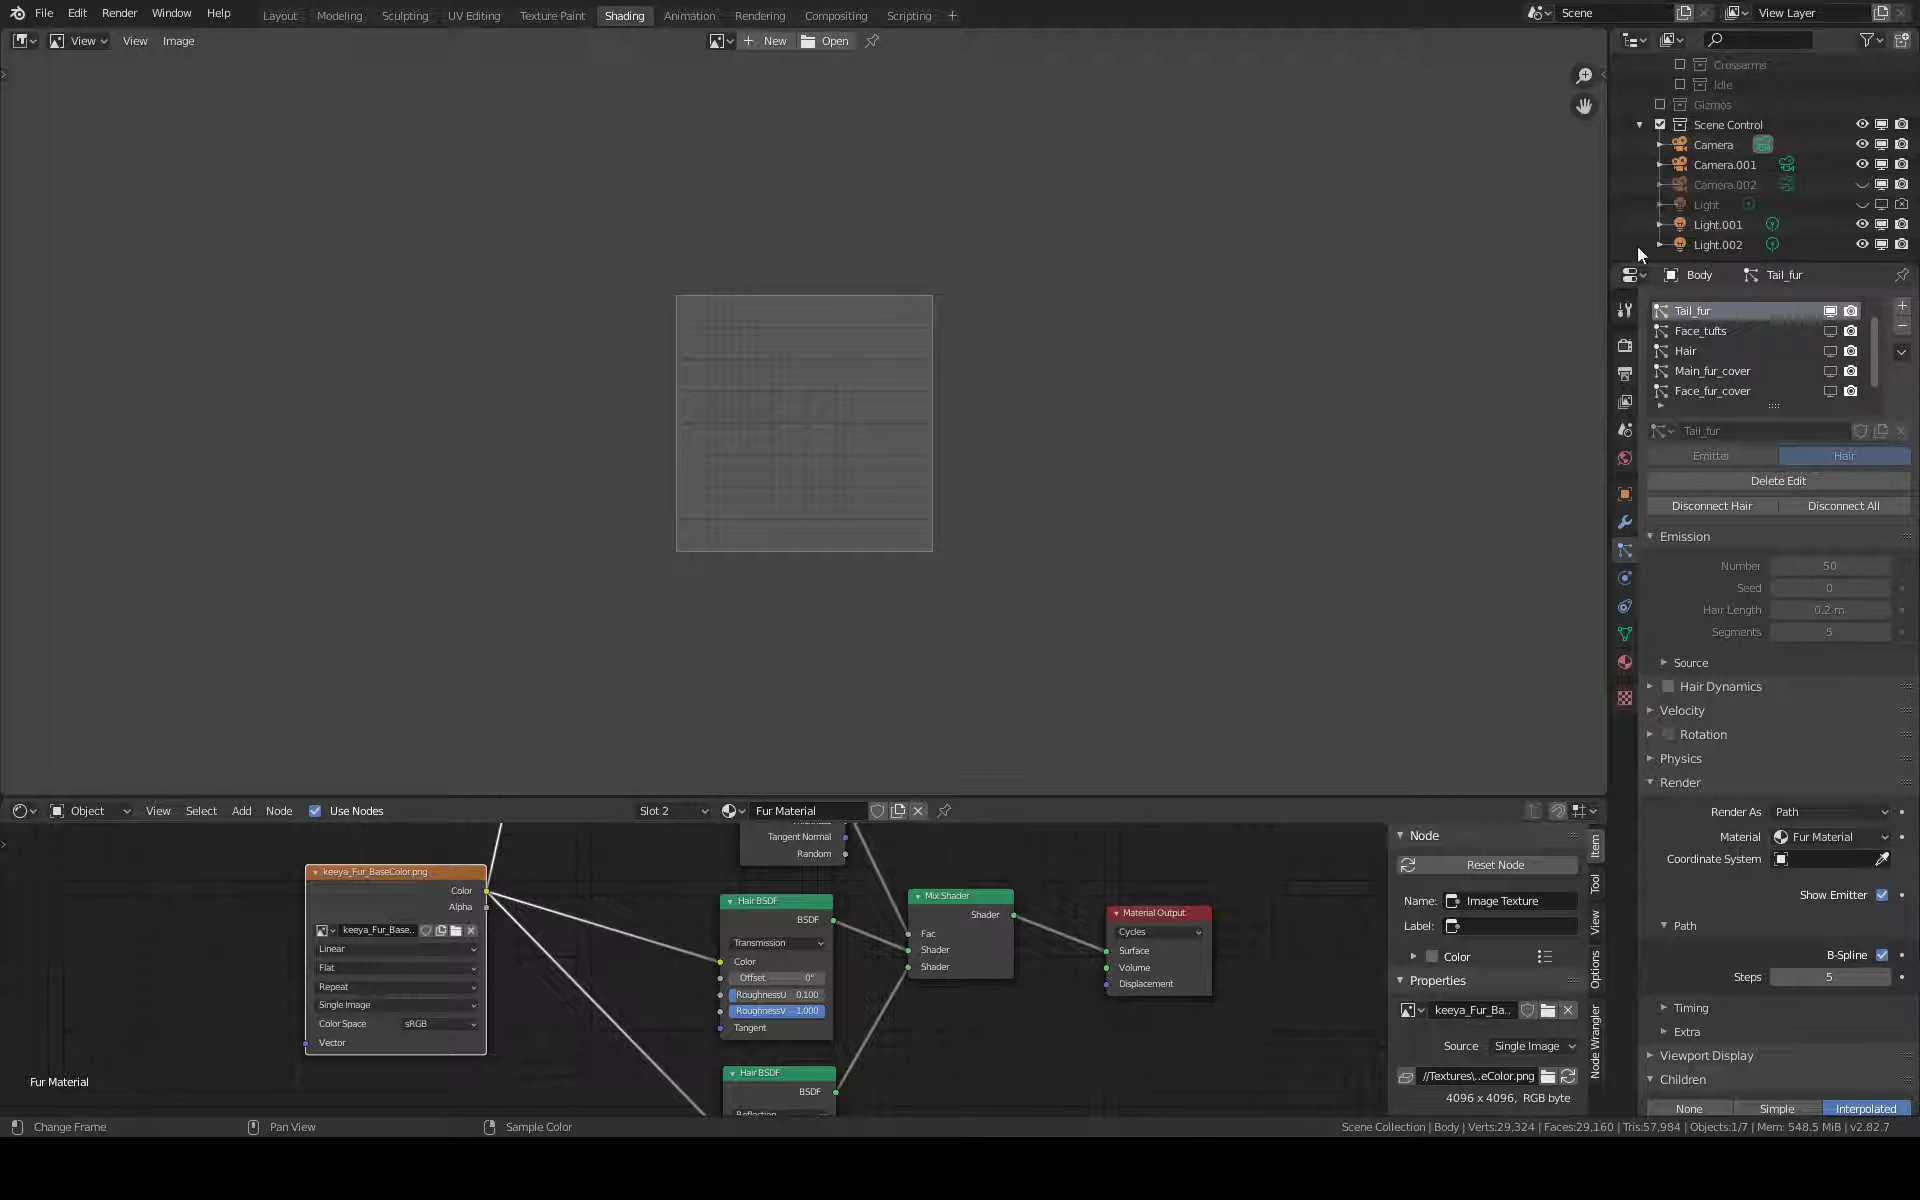 File Edit Render Window Help
Layout Modeling Sculpting UV Editing Texture Paint Shading Animation Rendering Compositing Scripting +
Scene
View Layer
View View Image
New Open
Crossarms
Idle
Gizmos
Scene Control
Camera
Camera.001
Camera.002
Light
Light.001
Light.002
Body Tail_fur
Tail_fur
Face_tufts
Hair
Main_fur_cover
Face_fur_cover
Tail_fur
Emitter Hair
Delete Edit
Disconnect Hair Disconnect All
Emission
Number 50
Seed 0
Hair Length 0.2 m
Segments 5
Source
Hair Dynamics
Velocity
Rotation
Physics
Render
Render As Path
Material Fur Material
Coordinate System
Show Emitter
Path
B-Spline
Steps 5
Timing
Extra
Viewport Display
Children
None Simple Interpolated
Object View Select Add Node Use Nodes Slot 2 Fur Material
keeya_Fur_BaseColor.png
Color
Alpha
keeya_Fur_Base..
Linear
Flat
Repeat
Single Image
Color Space sRGB
Vector
Tangent Normal
Random
Hair BSDF
BSDF
Transmission
Color
Offset 0°
RoughnessU 0.100
RoughnessV 1.000
Tangent
Hair BSDF
BSDF
Reflection
Mix Shader
Shader
Fac
Shader
Shader
Material Output
Cycles
Surface
Volume
Displacement
Fur Material
Node
Reset Node
Name: Image Texture
Label:
Color
Properties
keeya_Fur_Ba..
Source Single Image
//Textures\..eColor.png
4096 x 4096, RGB byte
Item
Tool
View
Options
Node Wrangler
Change Frame Pan View Sample Color
Scene Collection | Body | Verts:29,324 | Faces:29,160 | Tris:57,984 | Objects:1/7 | Mem: 548.5 MiB | v2.82.7